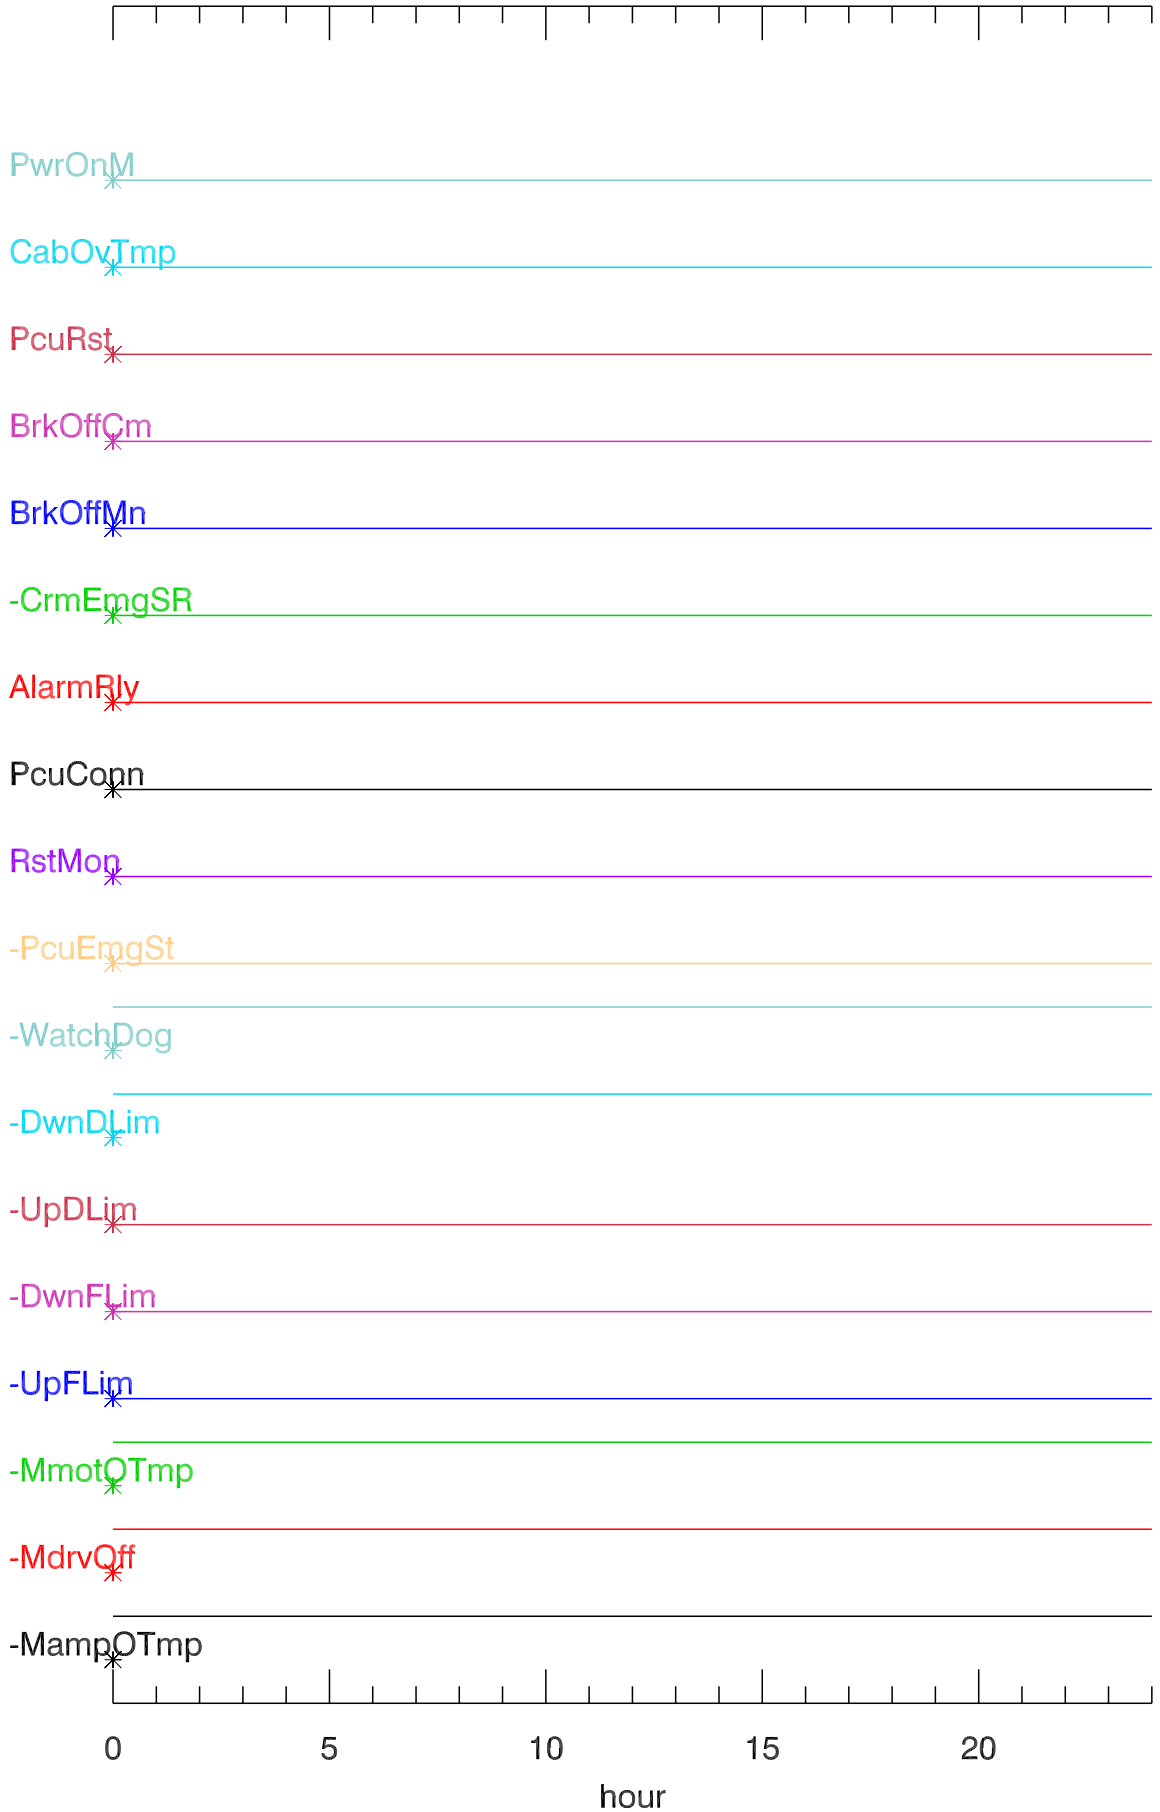 PwrOnM
CabOvTmp
PcuRst
BrkOffCm
BrkOffMn
-CrmEmgSR
AlarmRly
PcuConn
RstMon
-PcuEmgSt
-WatchDog
-DwnDLim
-UpDLim
-DwnFLim
-UpFLim
-MmotOTmp
-MdrvOff
-MampOTmp
0 5 10 15 20
hour